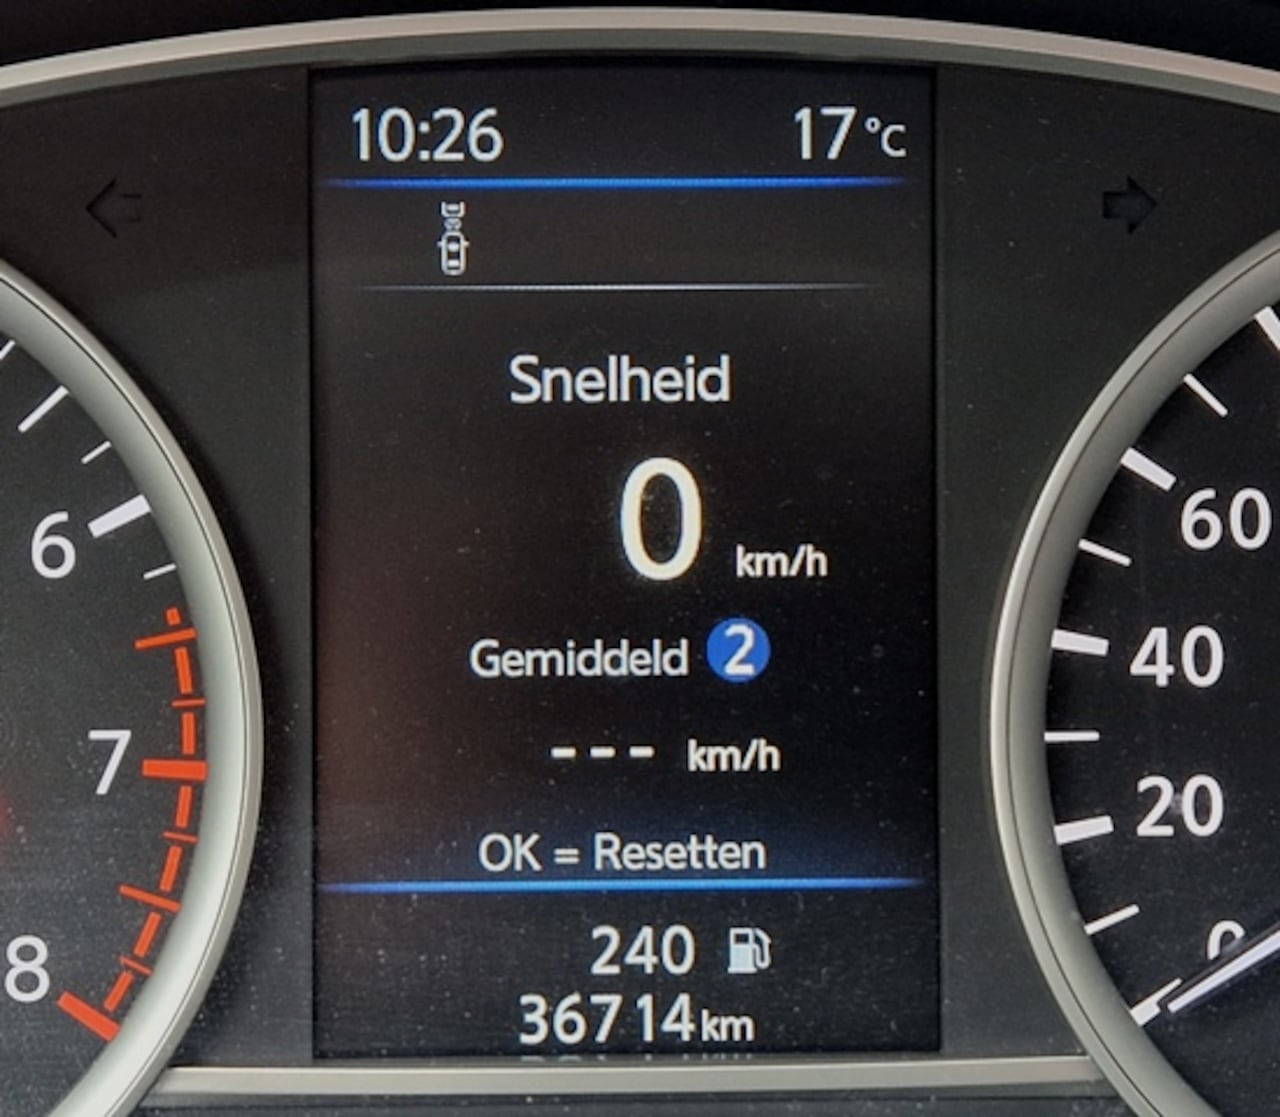 10:26 17 °C
Snelheid
0 km/h
Gemiddeld 2
--- km/h
OK = Resetten
240
36714 km
6
7
8
60
40
20
0